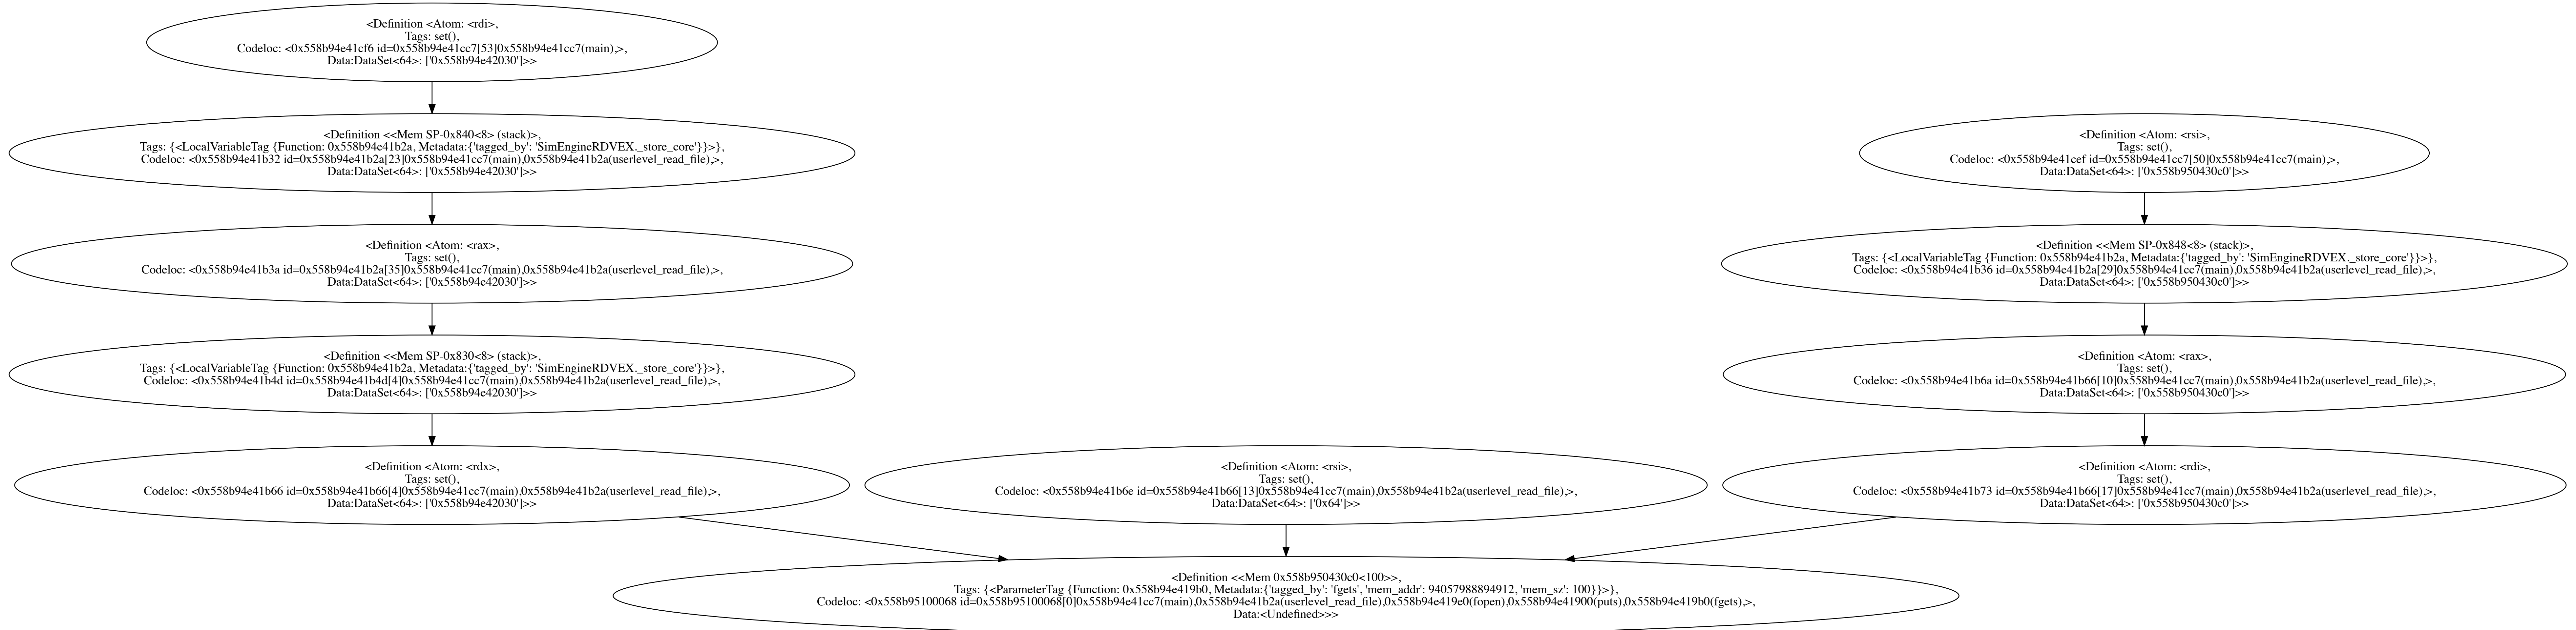 <Definition <Atom: <rdi>,
Tags: set(),
Codeloc: <0x558b94e41cf6 id=0x558b94e41cc7[53]0x558b94e41cc7(main),>,
Data:DataSet<64>: ['0x558b94e42030']>>
<Definition <<Mem SP-0x840<8> (stack)>,
Tags: {<LocalVariableTag {Function: 0x558b94e41b2a, Metadata:{'tagged_by': 'SimEngineRDVEX._store_core'}}>},
Codeloc: <0x558b94e41b32 id=0x558b94e41b2a[23]0x558b94e41cc7(main),0x558b94e41b2a(userlevel_read_file),>,
Data:DataSet<64>: ['0x558b94e42030']>>
<Definition <Atom: <rsi>,
Tags: set(),
Codeloc: <0x558b94e41cef id=0x558b94e41cc7[50]0x558b94e41cc7(main),>,
Data:DataSet<64>: ['0x558b950430c0']>>
<Definition <Atom: <rax>,
Tags: set(),
Codeloc: <0x558b94e41b3a id=0x558b94e41b2a[35]0x558b94e41cc7(main),0x558b94e41b2a(userlevel_read_file),>,
Data:DataSet<64>: ['0x558b94e42030']>>
<Definition <<Mem SP-0x848<8> (stack)>,
Tags: {<LocalVariableTag {Function: 0x558b94e41b2a, Metadata:{'tagged_by': 'SimEngineRDVEX._store_core'}}>},
Codeloc: <0x558b94e41b36 id=0x558b94e41b2a[29]0x558b94e41cc7(main),0x558b94e41b2a(userlevel_read_file),>,
Data:DataSet<64>: ['0x558b950430c0']>>
<Definition <<Mem SP-0x830<8> (stack)>,
Tags: {<LocalVariableTag {Function: 0x558b94e41b2a, Metadata:{'tagged_by': 'SimEngineRDVEX._store_core'}}>},
Codeloc: <0x558b94e41b4d id=0x558b94e41b4d[4]0x558b94e41cc7(main),0x558b94e41b2a(userlevel_read_file),>,
Data:DataSet<64>: ['0x558b94e42030']>>
<Definition <Atom: <rax>,
Tags: set(),
Codeloc: <0x558b94e41b6a id=0x558b94e41b66[10]0x558b94e41cc7(main),0x558b94e41b2a(userlevel_read_file),>,
Data:DataSet<64>: ['0x558b950430c0']>>
<Definition <Atom: <rdx>,
Tags: set(),
Codeloc: <0x558b94e41b66 id=0x558b94e41b66[4]0x558b94e41cc7(main),0x558b94e41b2a(userlevel_read_file),>,
Data:DataSet<64>: ['0x558b94e42030']>>
<Definition <Atom: <rsi>,
Tags: set(),
Codeloc: <0x558b94e41b6e id=0x558b94e41b66[13]0x558b94e41cc7(main),0x558b94e41b2a(userlevel_read_file),>,
Data:DataSet<64>: ['0x64']>>
<Definition <Atom: <rdi>,
Tags: set(),
Codeloc: <0x558b94e41b73 id=0x558b94e41b66[17]0x558b94e41cc7(main),0x558b94e41b2a(userlevel_read_file),>,
Data:DataSet<64>: ['0x558b950430c0']>>
<Definition <<Mem 0x558b950430c0<100>>,
Tags: {<ParameterTag {Function: 0x558b94e419b0, Metadata:{'tagged_by': 'fgets', 'mem_addr': 94057988894912, 'mem_sz': 100}}>},
Codeloc: <0x558b95100068 id=0x558b95100068[0]0x558b94e41cc7(main),0x558b94e41b2a(userlevel_read_file),0x558b94e419e0(fopen),0x558b94e41900(puts),0x558b94e419b0(fgets),>,
Data:<Undefined>>>